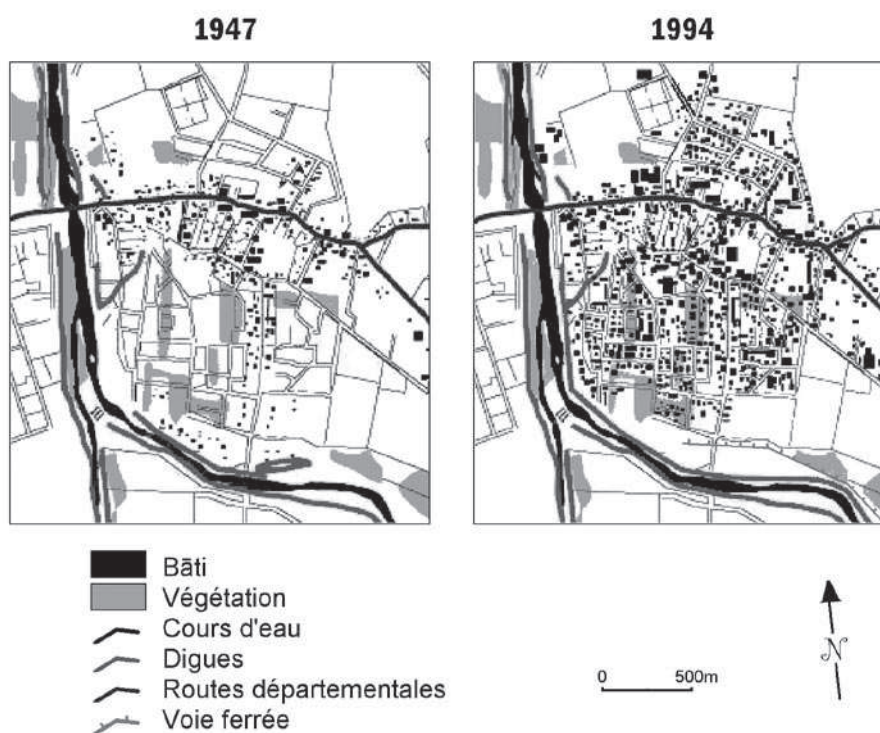 1947
1994
Bâti
Végétation
Cours d'eau
Digues
Routes départementales
Voie ferrée
0 500m
N